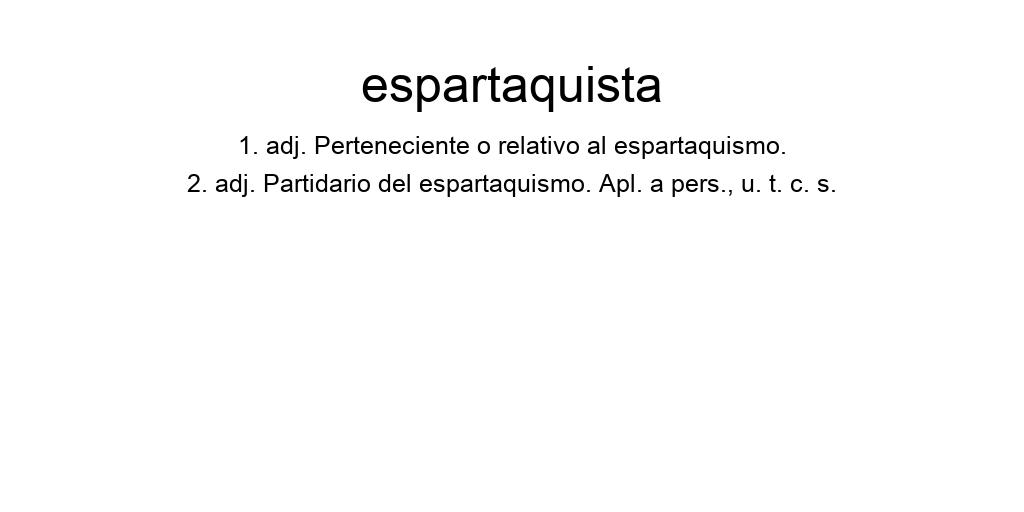 espartaquista
1. adj. Perteneciente o relativo al espartaquismo.
2. adj. Partidario del espartaquismo. Apl. a pers., u. t. c. s.